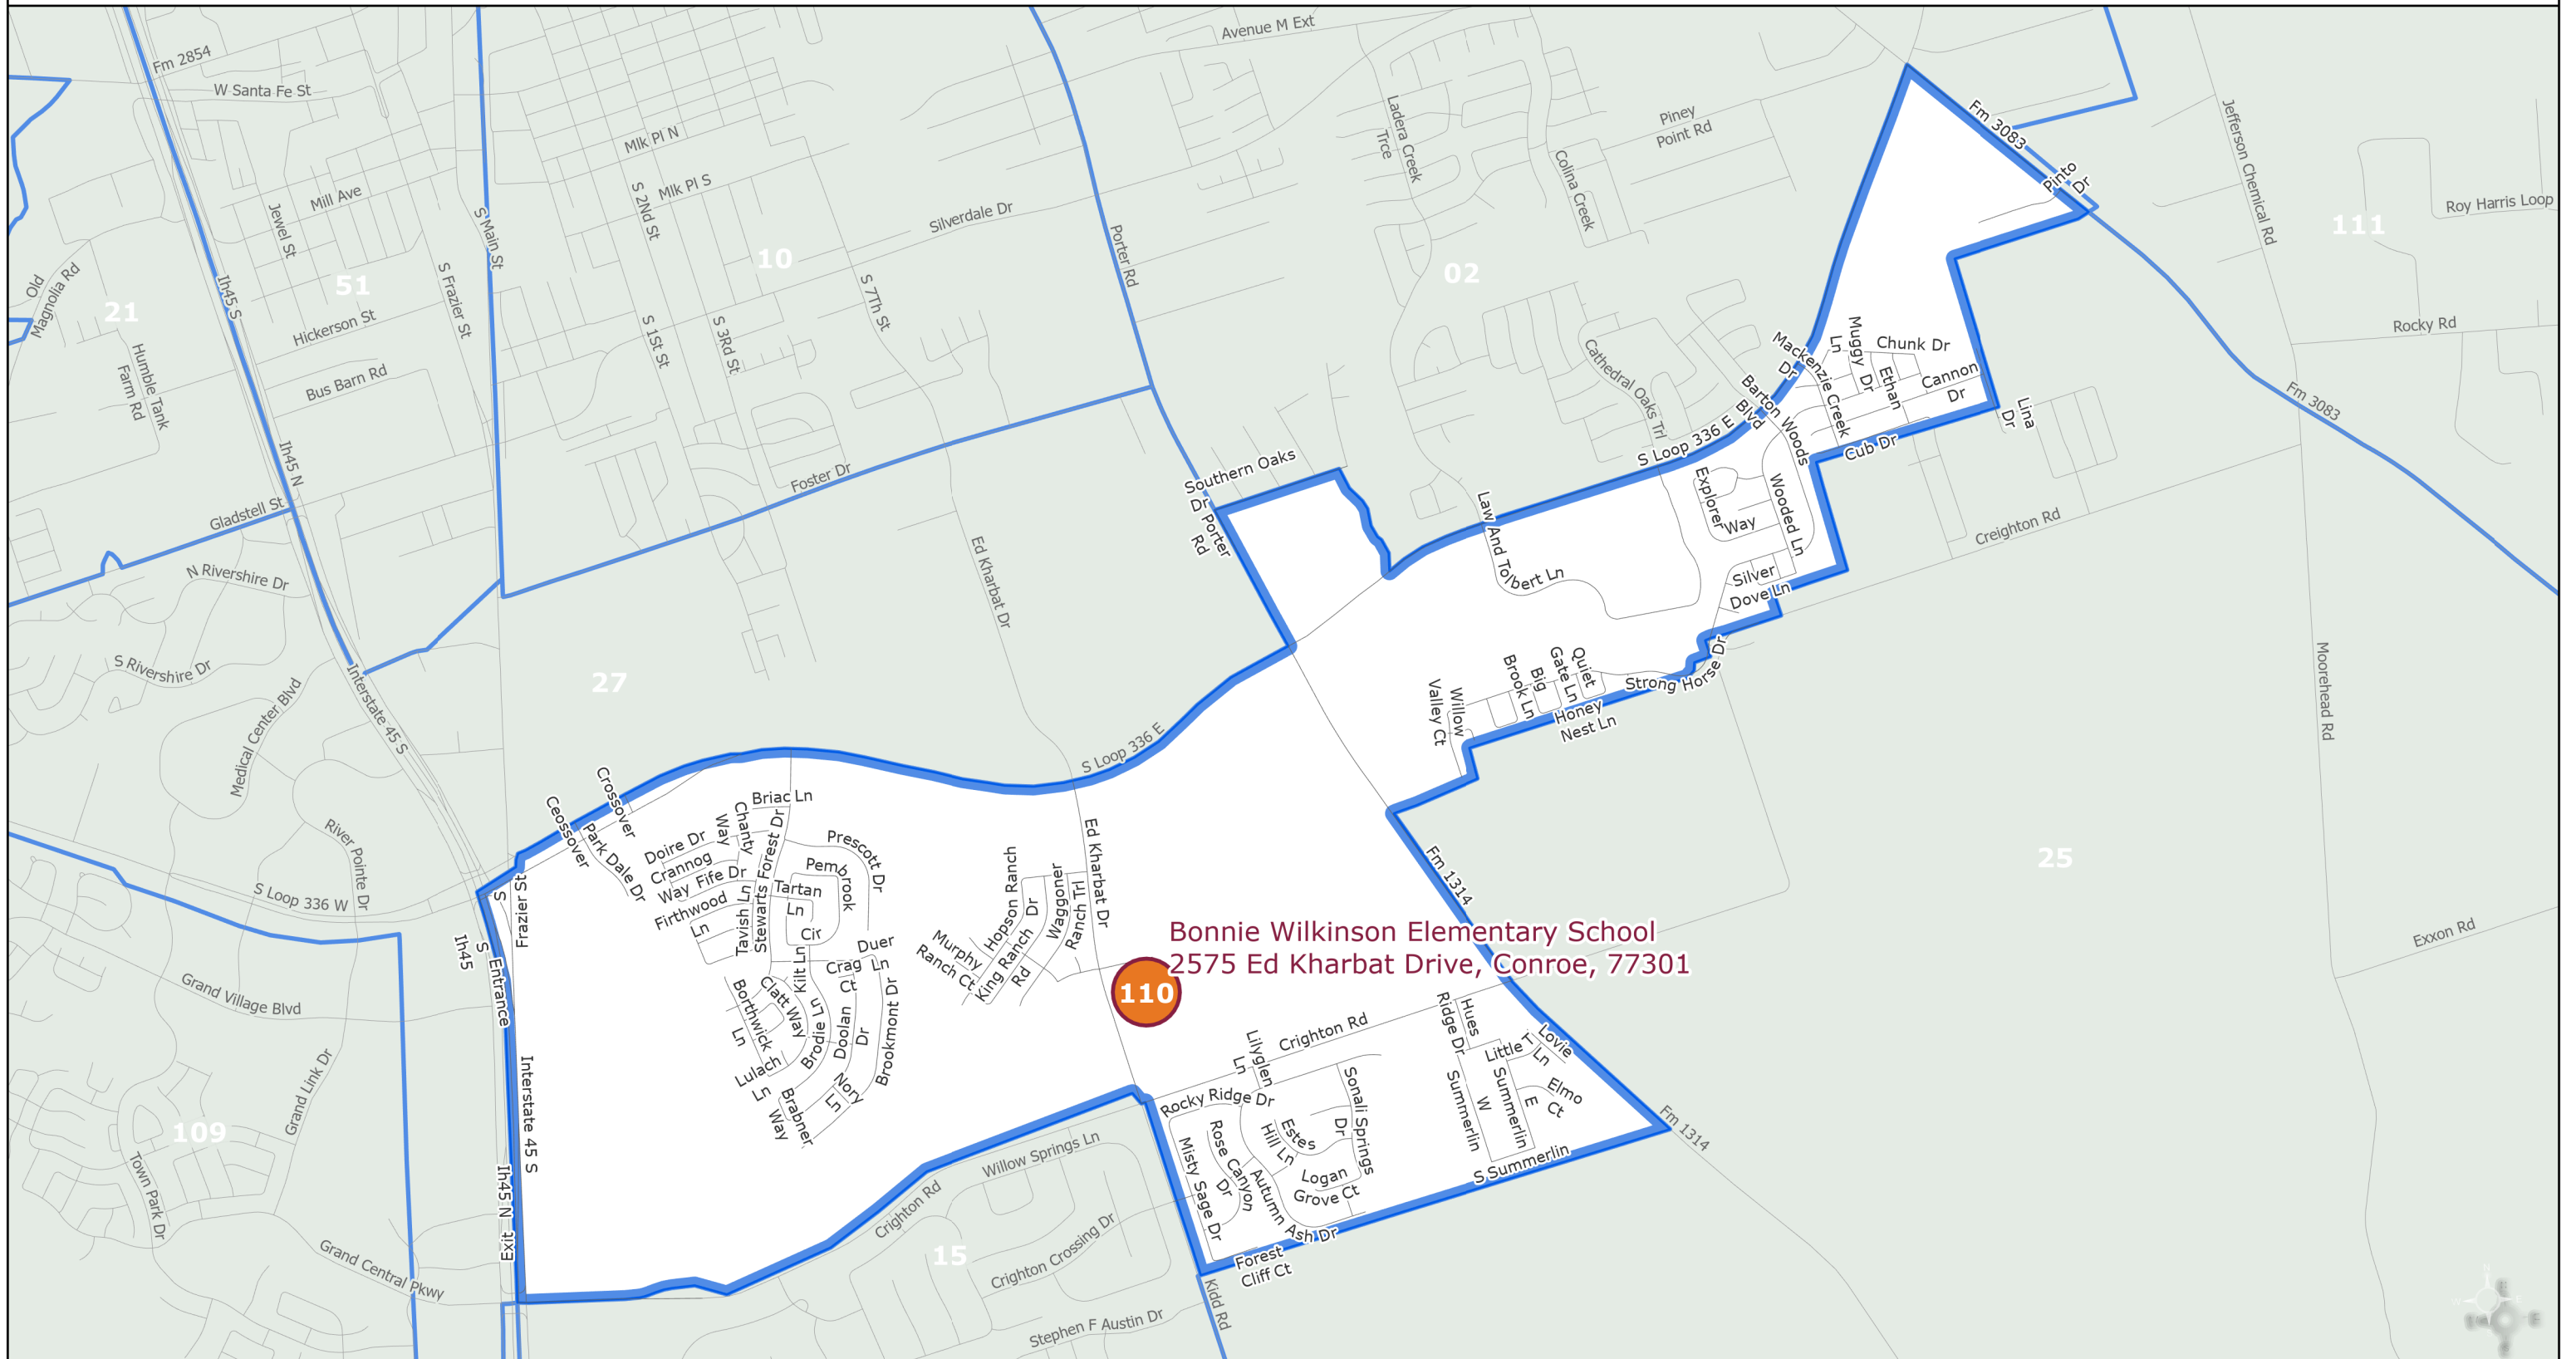 Avenue M Ext
Fm 2854
W Santa Fe St
Mlk Pl N
Mlk Pl S
Mill Ave
Jewel St
S Main St
S 2Nd St
Silverdale Dr
Porter Rd
Ladera Creek
Trce
Colina Creek
Piney
Point Rd
Fm 3083
Pinto
Dr
Jefferson Chemical Rd
Roy Harris Loop
111
Rocky Rd
Fm 3083
Old
Magnolia Rd
21
51
10
02
Ih45 S
S Frazier St
Hickerson St
Bus Barn Rd
Humble Tank
Farm Rd
S 1St St
S 3Rd St
S 7Th St
Ih45 N
Gladstell St
Foster Dr
Cathedral Oaks Trl
Mackenzie Creek
Dr
Muggy
Ln
Chunk Dr
Dr
Ethan
Cannon
Dr
Lina
Dr
Cub Dr
Barton Woods
Blvd
S Loop 336 E
Southern Oaks
Dr
Porter
Rd
Law And Tolbert Ln
Explorer
Way
Wooded Ln
Silver
Dove Ln
Creighton Rd
N Rivershire Dr
S Rivershire Dr
Medical Center Blvd
Interstate 45 S
27
Ed Kharbat Dr
S Loop 336 E
Willow
Valley Ct
Brook Ln
Big
Gate Ln
Quiet
Honey
Nest Ln
Strong Horse Dr
Moorehead Rd
25
Exxon Rd
River Pointe Dr
S Loop 336 W
Crossover
Ceossover
Park Dale Dr
Briac Ln
Chanty
Way
Doire Dr
Crannog
Way
Fife Dr
Firthwood
Ln
Tavish Ln
Stewarts Forest Dr
Prescott Dr
Pembrook
Tartan
Ln
Cir
Duer
Ln
Crag
Ct
Kilt Ln
Clatt Way
Borthwick
Ln
Brodie Ln
Doolan
Dr
Brookmont Dr
Lulach
Ln
Nory
Ln
Brabner
Way
Ed Kharbat Dr
Hopson Ranch
Dr
Waggoner
Ranch Trl
Murphy
Ranch Ct
King Ranch
Rd
Fm 1314
Bonnie Wilkinson Elementary School
2575 Ed Kharbat Drive, Conroe, 77301
110
S
Frazier St
S
Ih45
Entrance
Interstate 45 S
Ih45 N
Exit
Grand Village Blvd
Grand Link Dr
109
Town Park Dr
Grand Central Pkwy
Crighton Rd
Lilyglen
Ln
Hues
Ridge Dr
Lovie
Ln
Little T
Elmo
Ct
Summerlin
W
Summerlin
E
S Summerlin
Fm 1314
Rocky Ridge Dr
Misty Sage Dr
Rose Canyon
Dr
Estes
Hill Ln
Sonali Springs
Dr
Logan
Grove Ct
Autumn Ash Dr
Forest
Cliff Ct
Kidd Rd
Willow Springs Ln
Crighton Rd
15
Crighton Crossing Dr
Stephen F Austin Dr